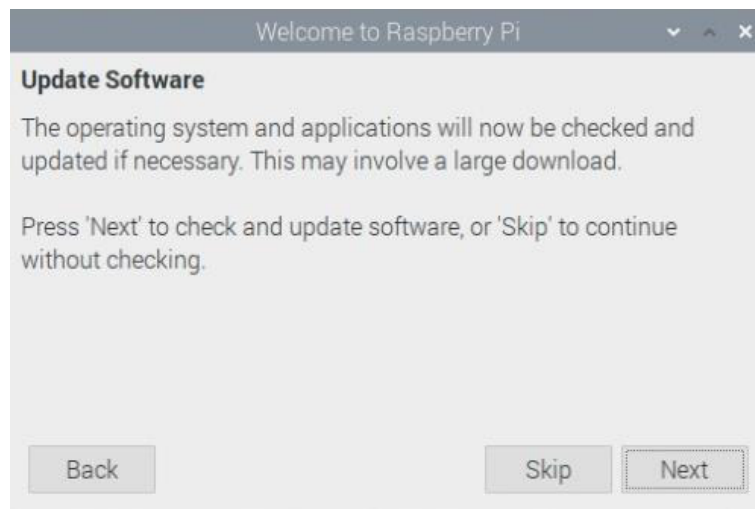 Welcome to Raspberry Pi
Update Software
The operating system and applications will now be checked and
updated if necessary. This may involve a large download.
Press 'Next' to check and update software, or 'Skip' to continue
without checking.
Back
Skip
Next